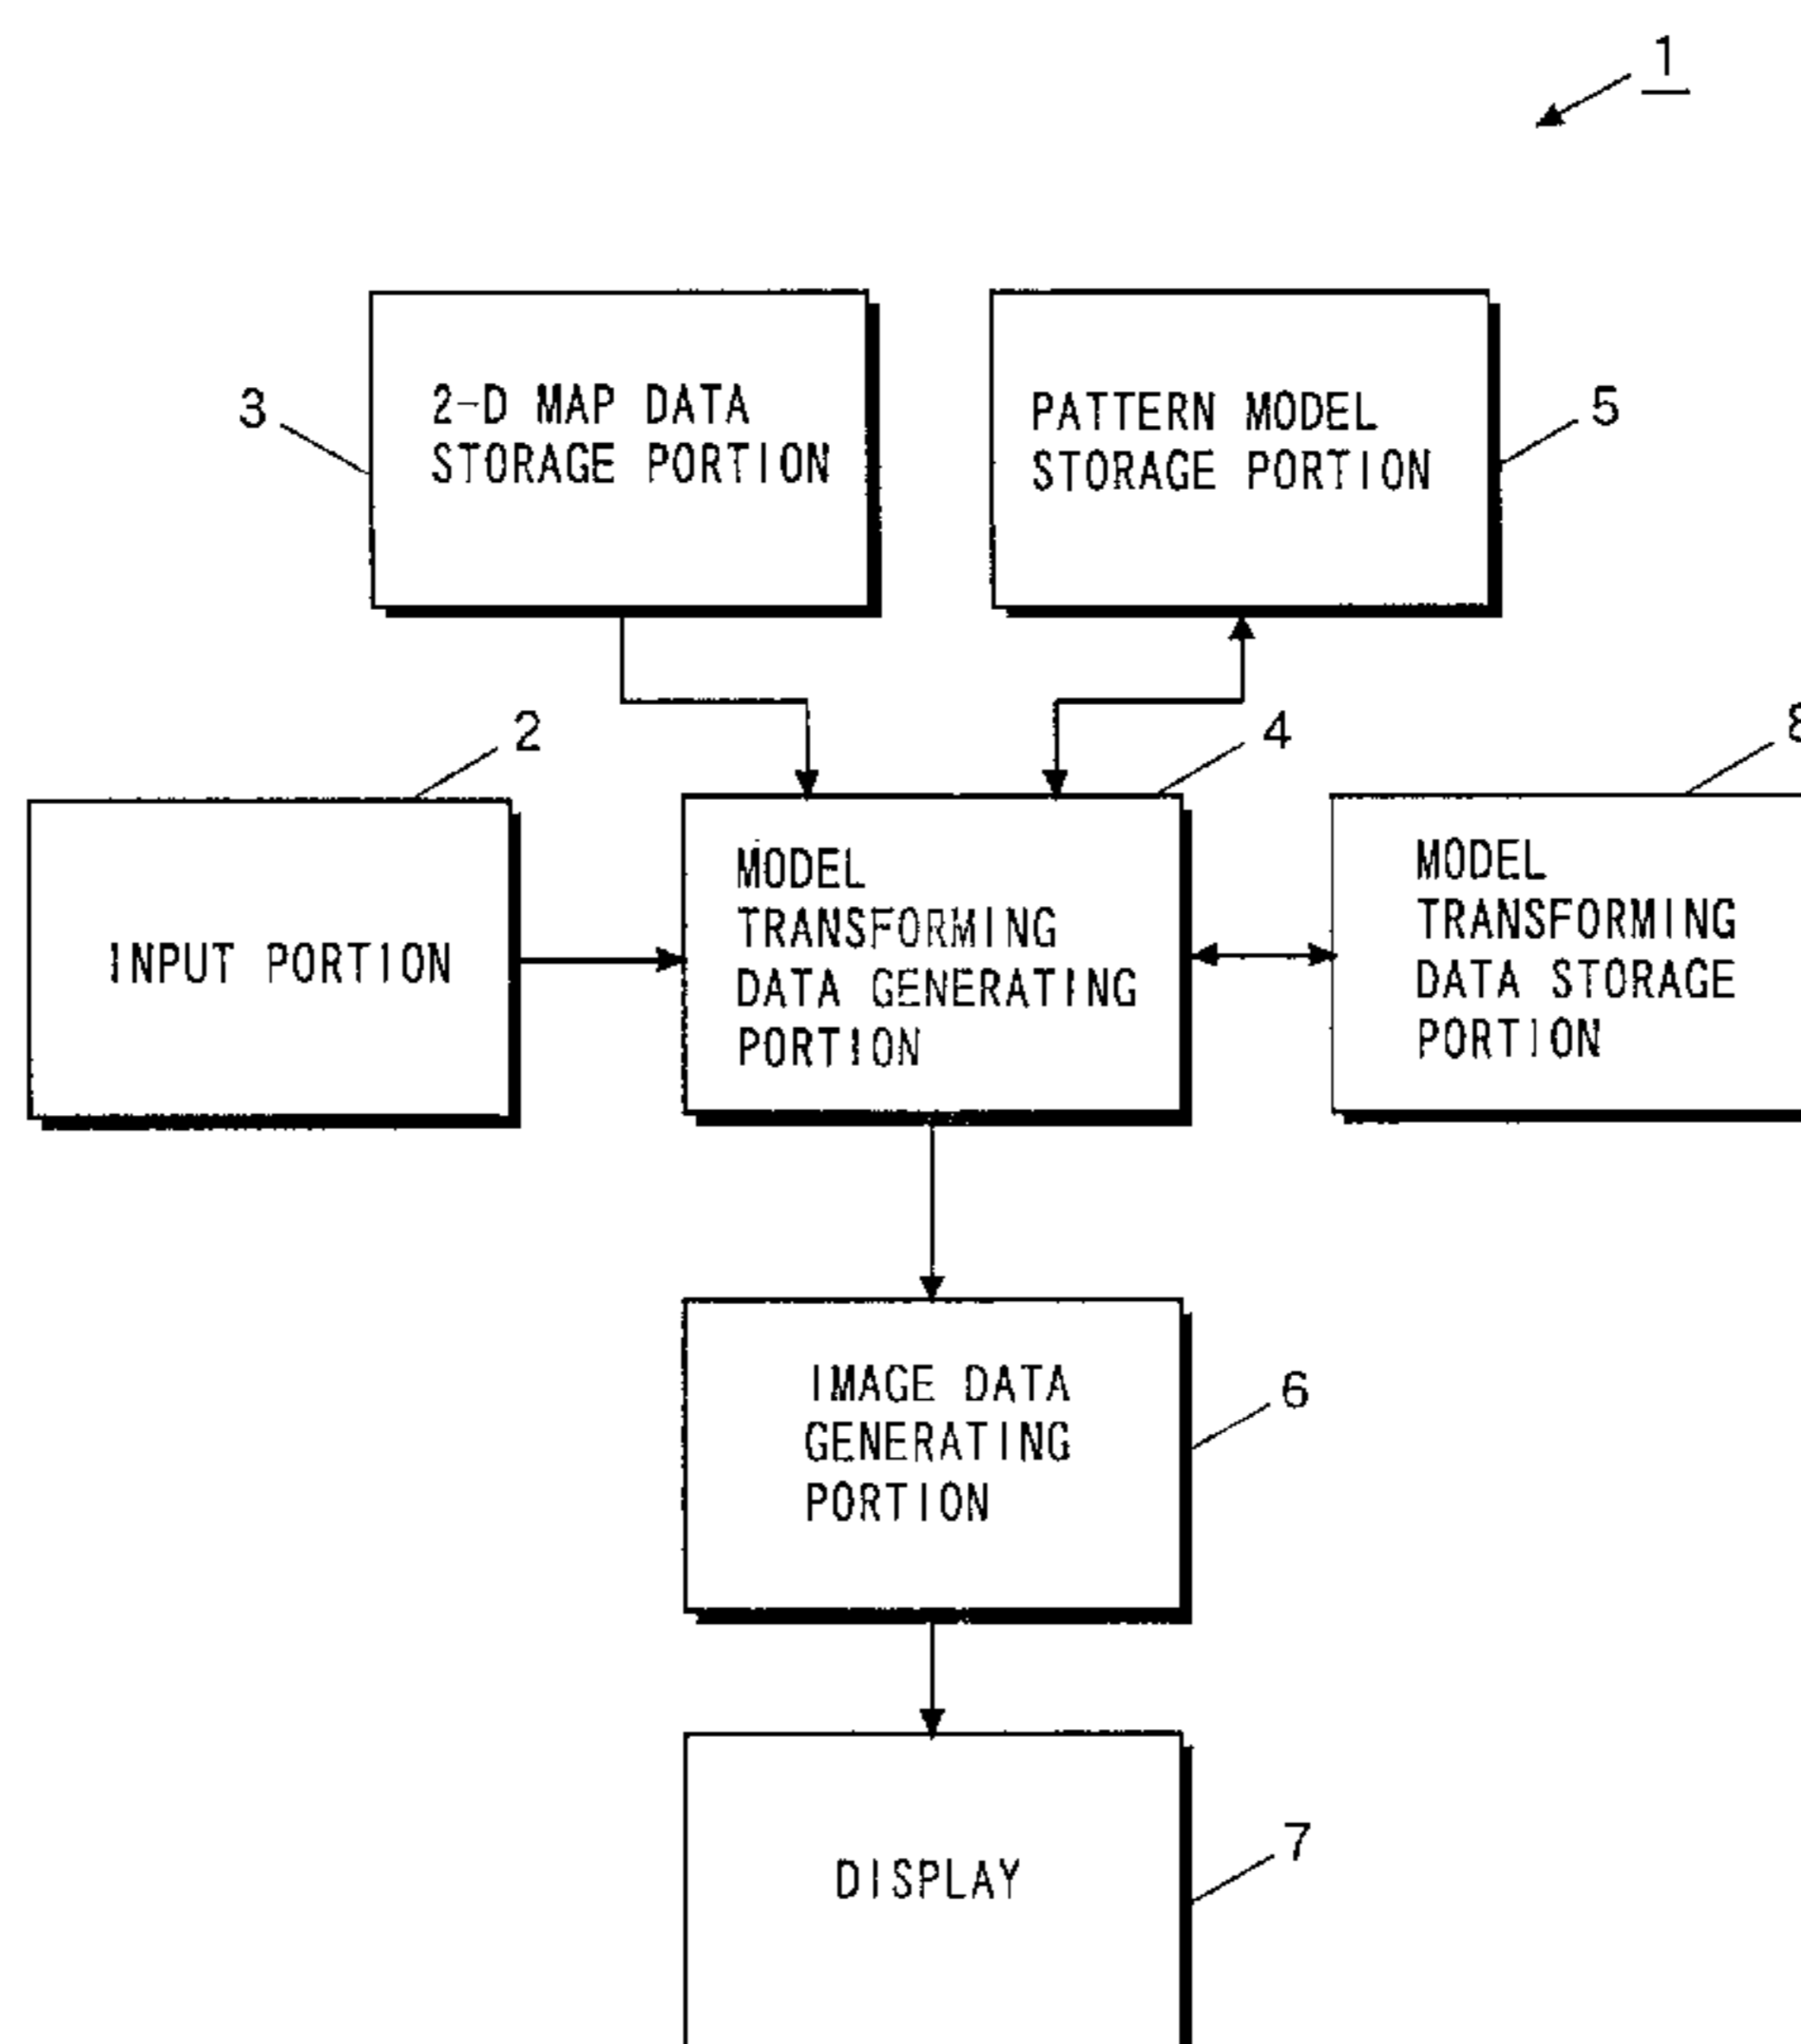 1
2-D MAP DATA
STORAGE PORTION
3
PATTERN MODEL
STORAGE PORTION
5
2
4
8
INPUT PORTION
MODEL
TRANSFORMING
DATA GENERATING
PORTION
MODEL
TRANSFORMING
DATA STORAGE
PORTION
IMAGE DATA
GENERATING
PORTION
6
DISPLAY
7